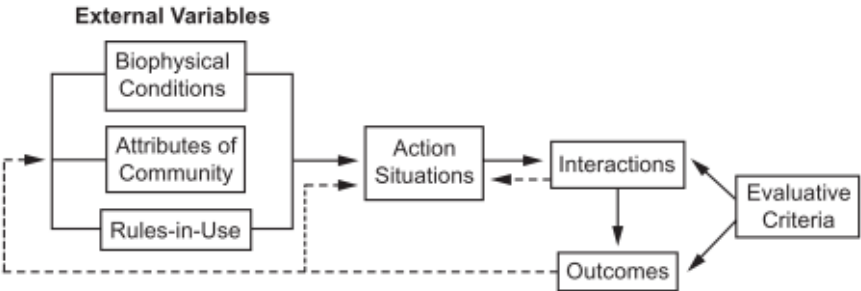 External Variables
Biophysical
Conditions
Attributes of
Community
Rules-in-Use
Action
Situations
Interactions
Evaluative
Criteria
Outcomes